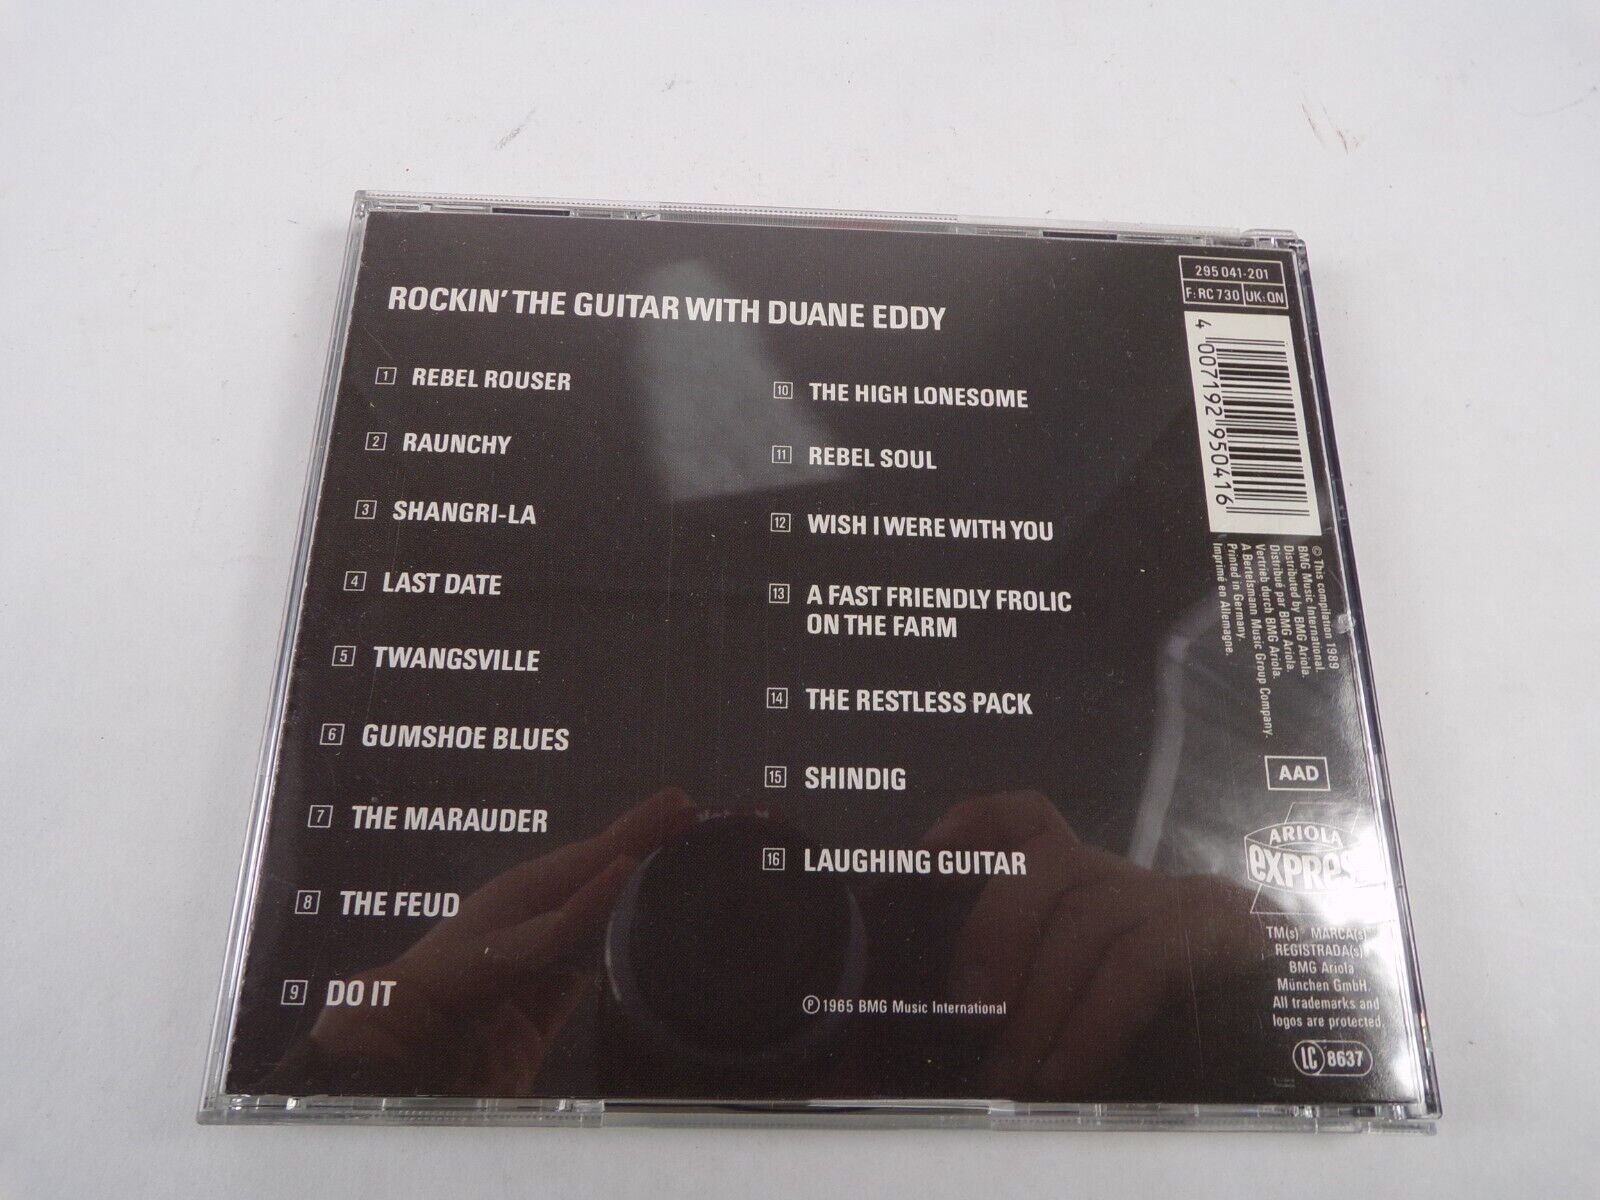 ROCKIN' THE GUITAR WITH DUANE EDDY
1 REBEL ROUSER
2 RAUNCHY
3 SHANGRI-LA
4 LAST DATE
5 TWANGSVILLE
6 GUMSHOE BLUES
7 THE MARAUDER
8 THE FEUD
9 DO IT
10 THE HIGH LONESOME
11 REBEL SOUL
12 WISH I WERE WITH YOU
13 A FAST FRIENDLY FROLIC
ON THE FARM
14 THE RESTLESS PACK
15 SHINDIG
16 LAUGHING GUITAR
Ⓟ 1965 BMG Music International
295 041-201
F: RC 730 UK: QN
4 007192 950416
© This compilation 1989
BMG Music International.
Distributed by BMG Ariola.
Distribué par BMG Ariola.
Vertrieb durch BMG Ariola.
A Bertelsmann Music Group Company.
Printed in Germany.
Imprimé en Allemagne.
AAD
ARIOLA
eXPRES
TM(s) MARCA(s)
REGISTRADA(s)
BMG Ariola
München GmbH.
All trademarks and
logos are protected.
LC 8637